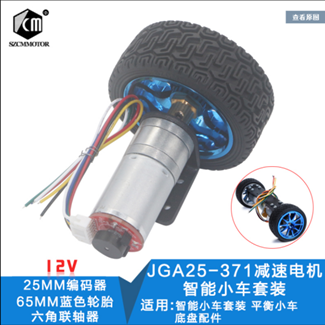 CM
SZCMMOTOR
查看原图
12V
25MM编码器
65MM蓝色轮胎
六角联轴器
JGA25-371减速电机
智能小车套装
适用:智能小车套装 平衡小车
底盘配件